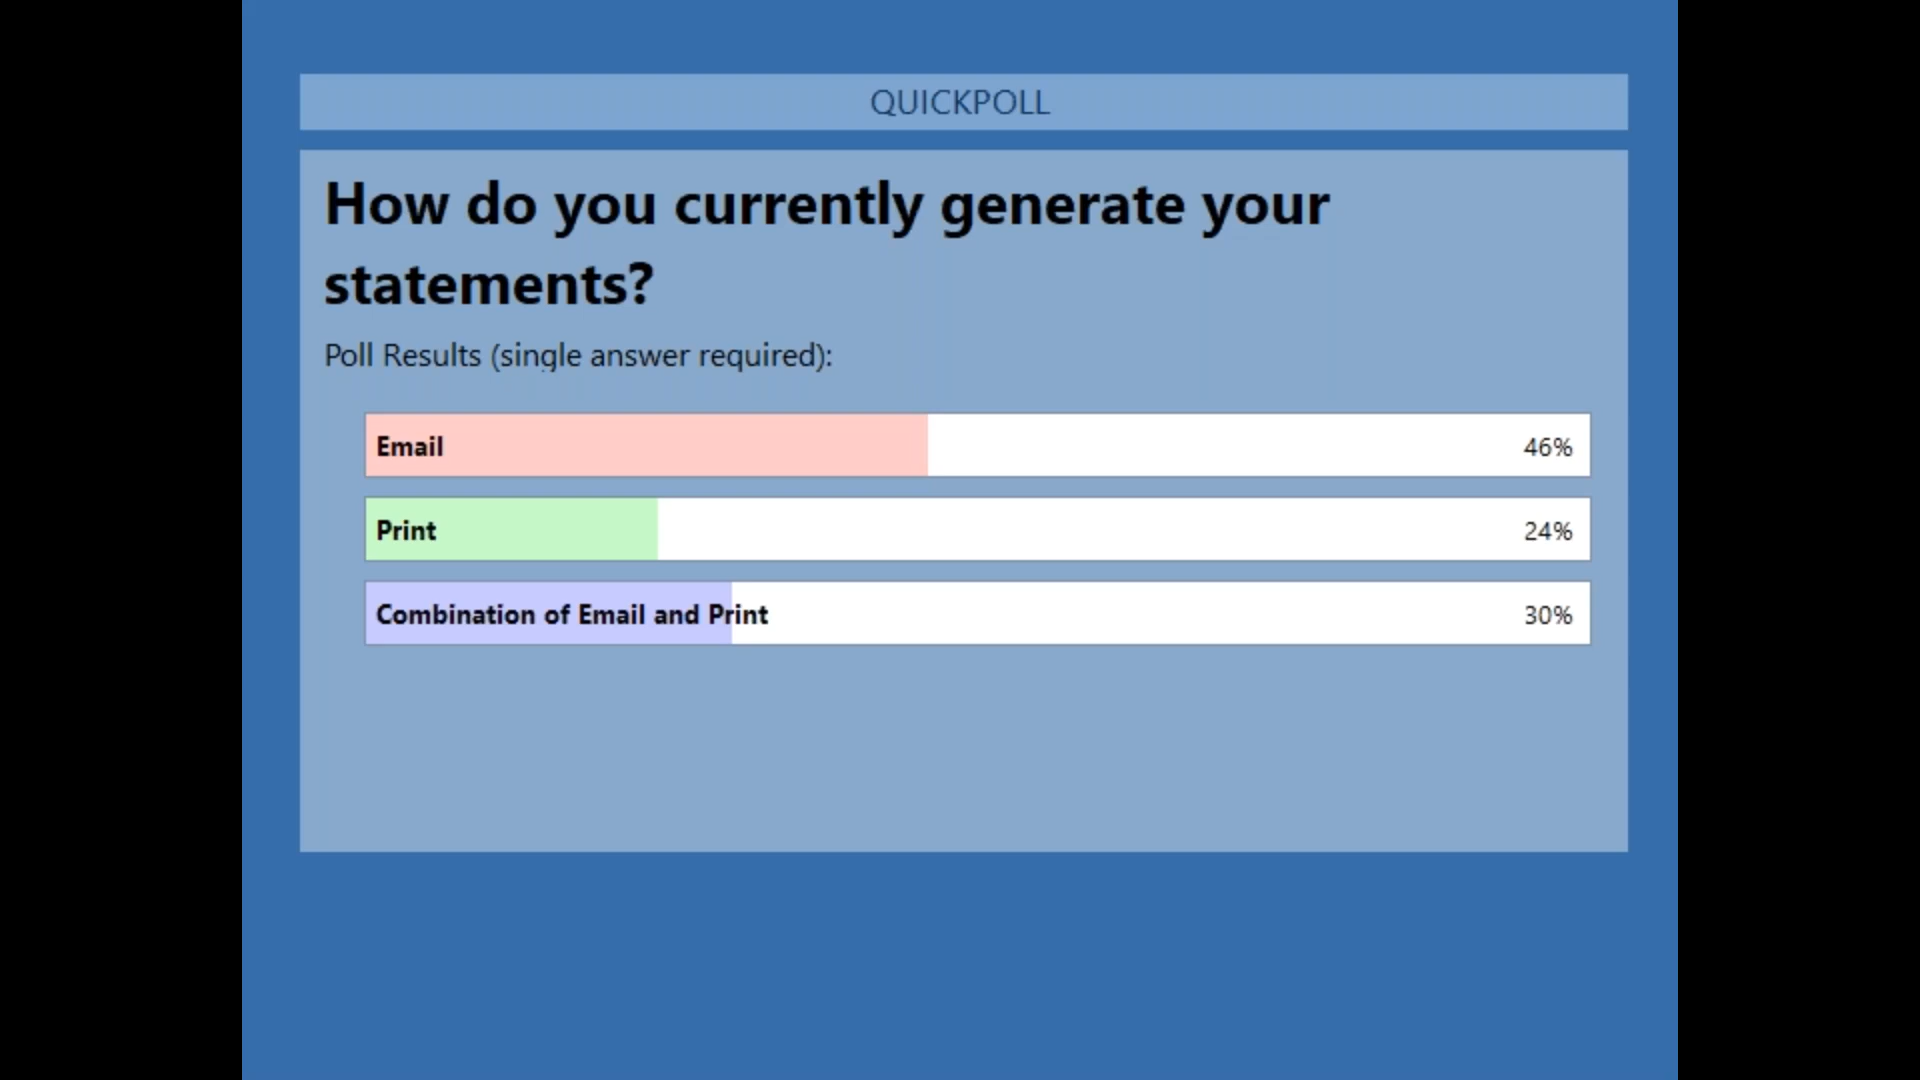 QUICKPOLL
How do you currently generate your
statements?
Poll Results (single answer required):
Email 46%
Print 24%
Combination of Email and Print 30%